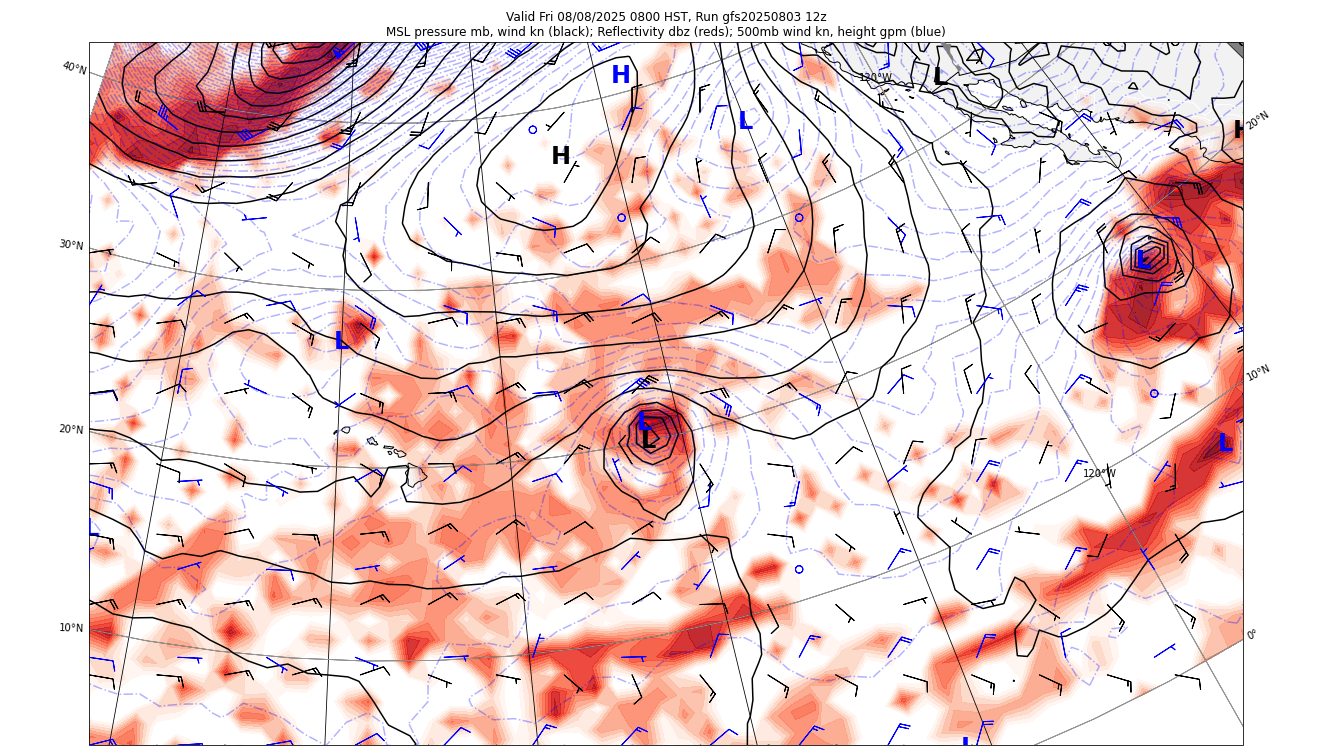 Valid Fri 08/08/2025 0800 HST, Run gfs20250803 12z
MSL pressure mb, wind kn (black); Reflectivity dbz (reds); 500mb wind kn, height gpm (blue)
40°N
H
L
120°W
L
20°N
H
L
H
30°N
L
L
10°N
20°N
L
L
L
120°W
10°N
0°
L